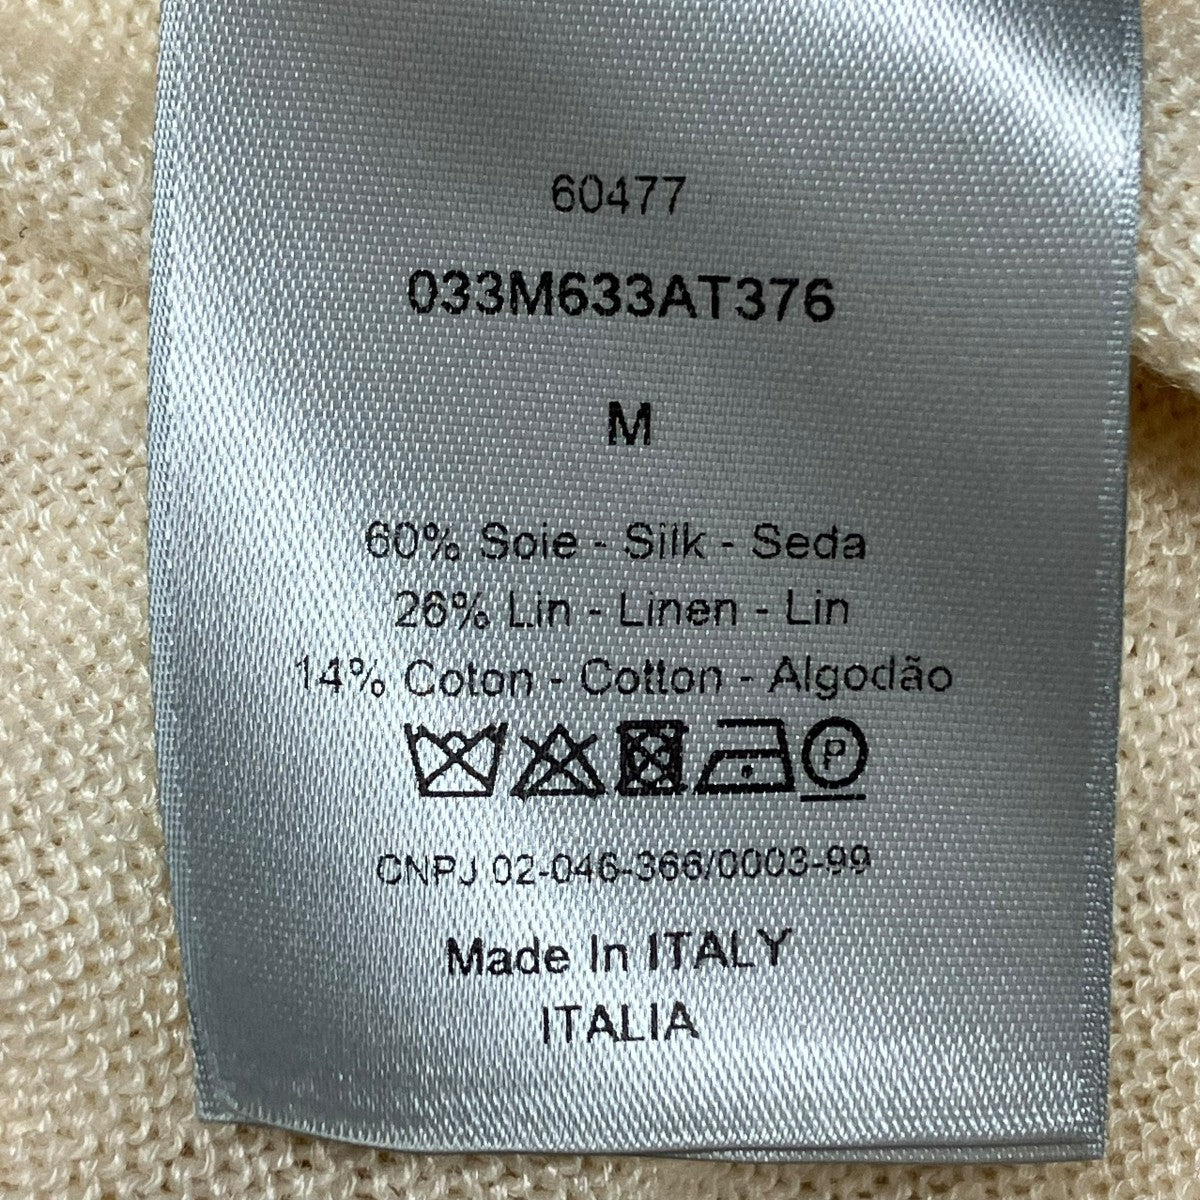 60477
033M633AT376
M
60% Soie - Silk - Seda
26% Lin - Linen - Lin
14% Coton - Cotton - Algodão
P
CNPJ 02-046-366/0003-99
Made In ITALY
ITALIA